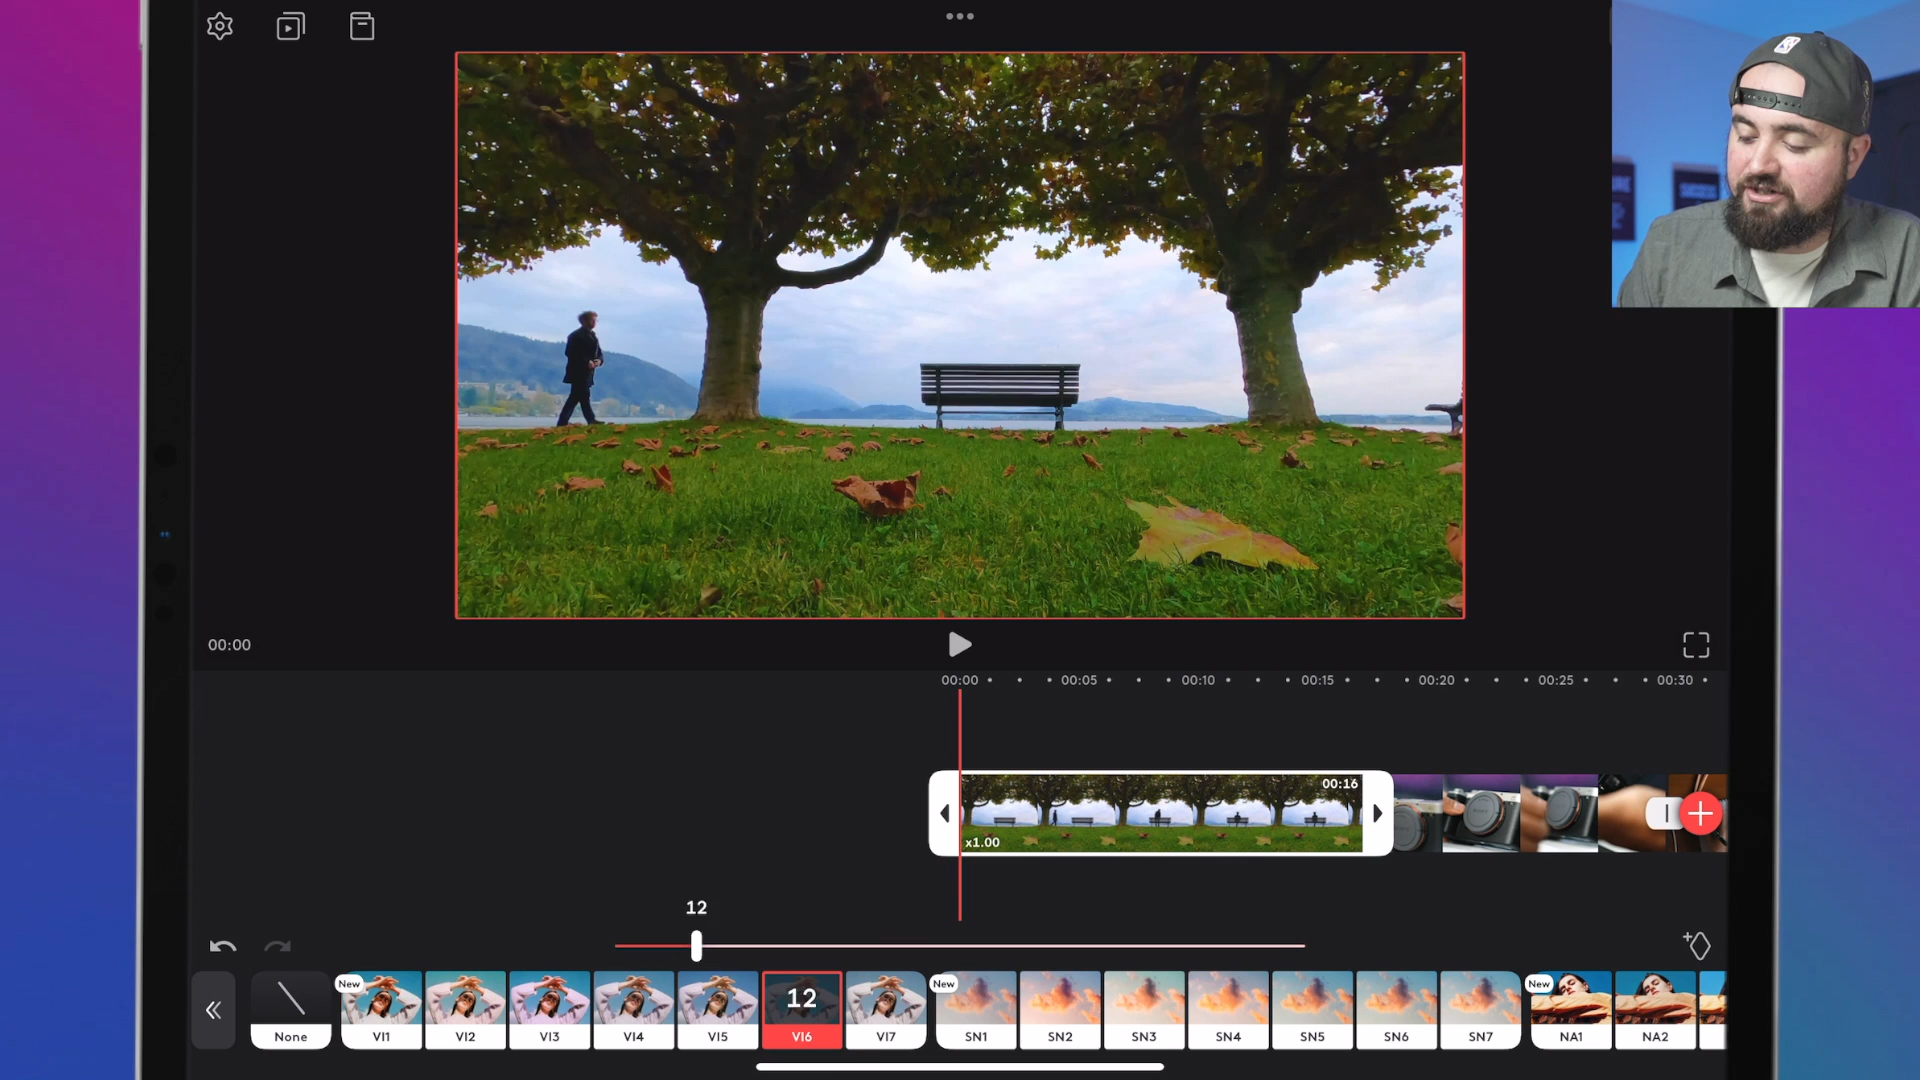 00:00
00:00 00:05 00:10 00:15 00:20 00:25 00:30
00:16
x1.00
12
None
New
VI1
VI2
VI3
VI4
VI5
12
VI6
VI7
New
SN1
SN2
SN3
SN4
SN5
SN6
SN7
New
NA1
NA2